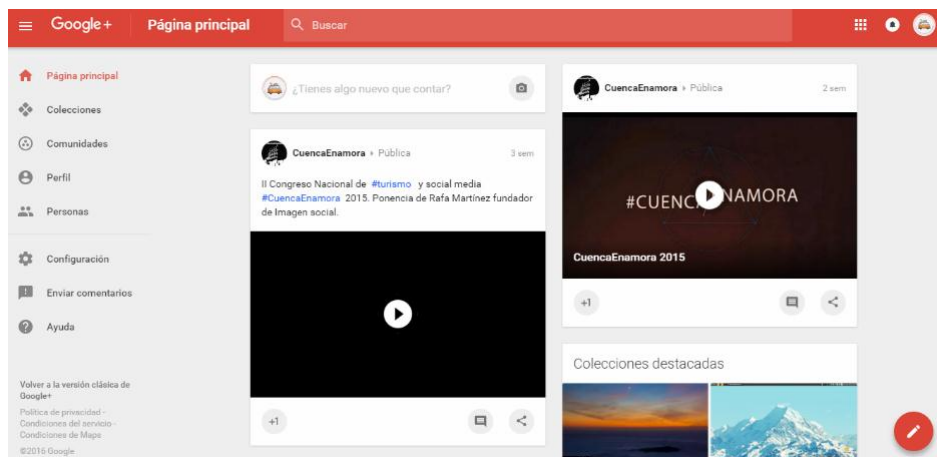 Google+
Página principal
Buscar
Página principal
Colecciones
Comunidades
Perfil
Personas
Configuración
Enviar comentarios
Ayuda
Volver a la versión clásica de
Google+
Política de privacidad -
Condiciones del servicio -
Condiciones de Maps
©2016 Google
¿Tienes algo nuevo que contar?
CuencaEnamora › Pública
3 sem
II Congreso Nacional de #turismo y social media
#CuencaEnamora 2015. Ponencia de Rafa Martínez fundador
de Imagen social.
+1
CuencaEnamora › Pública
2 sem
#CUENCA NAMORA
CuencaEnamora 2015
+1
Colecciones destacadas